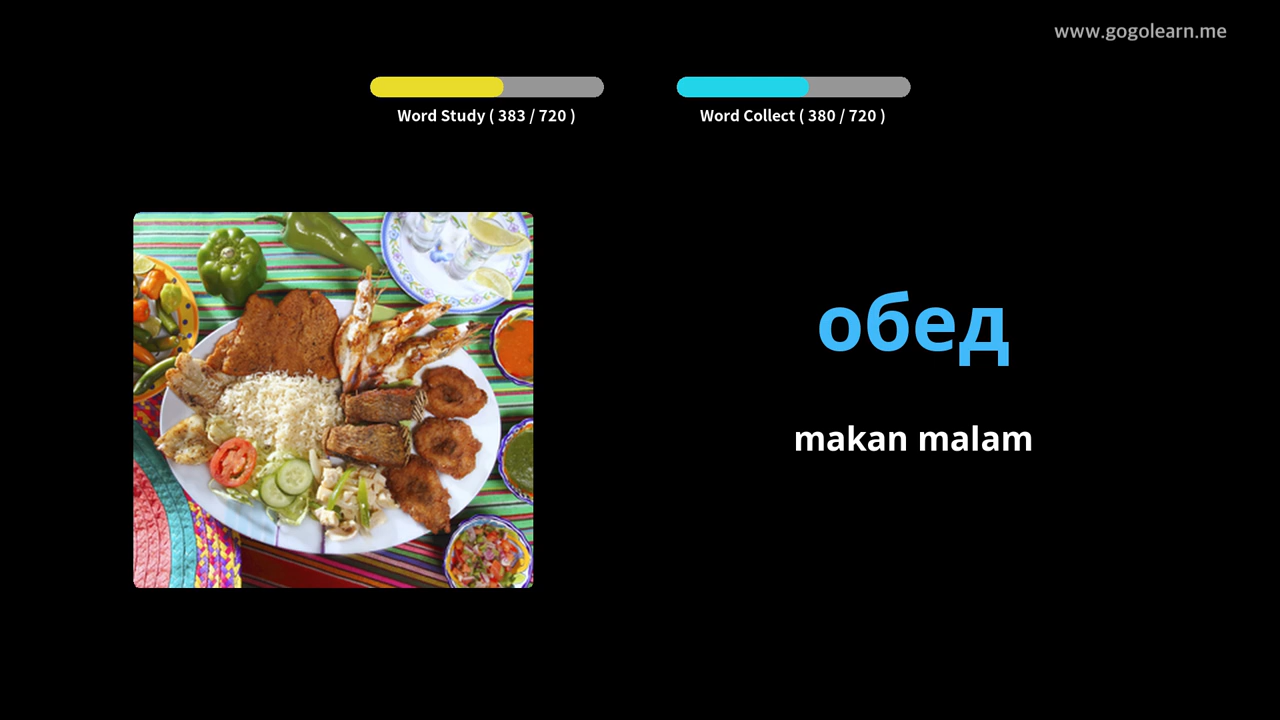 www.gogolearn.me
Word Study ( 383 / 720 )
Word Collect ( 380 / 720 )
обед
makan malam